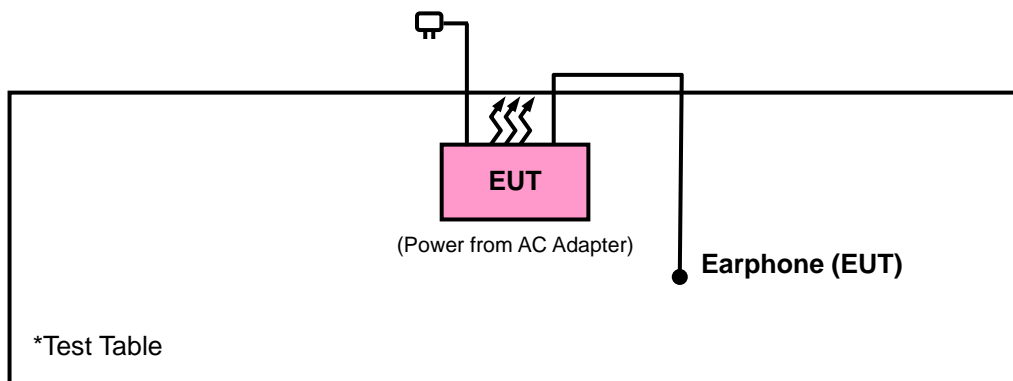 EUT
(Power from AC Adapter)
Earphone (EUT)
*Test Table